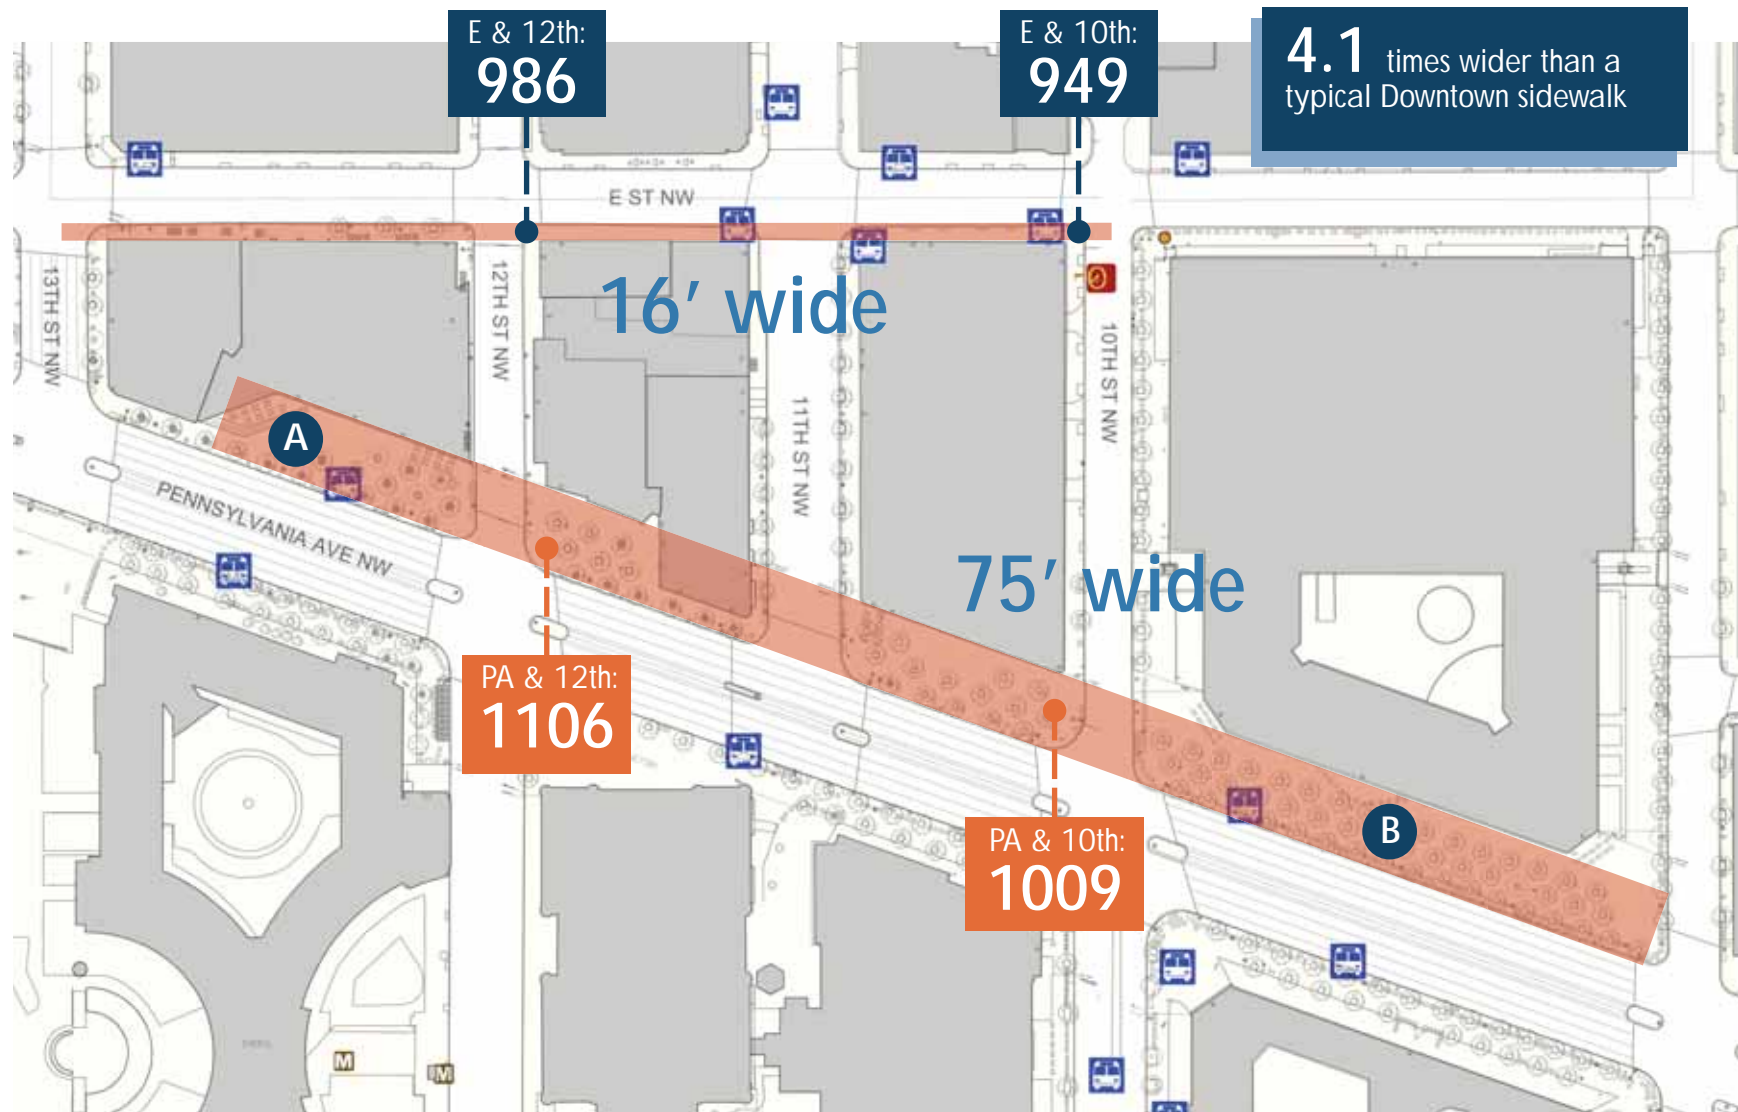 E & 12th:
986
E & 10th:
949
4.1 times wider than a
typical Downtown sidewalk
E ST NW
16' wide
13TH ST NW
12TH ST NW
11TH ST NW
10TH ST NW
A
PENNSYLVANIA AVE NW
75' wide
PA & 12th:
1106
PA & 10th:
1009
B
M
M